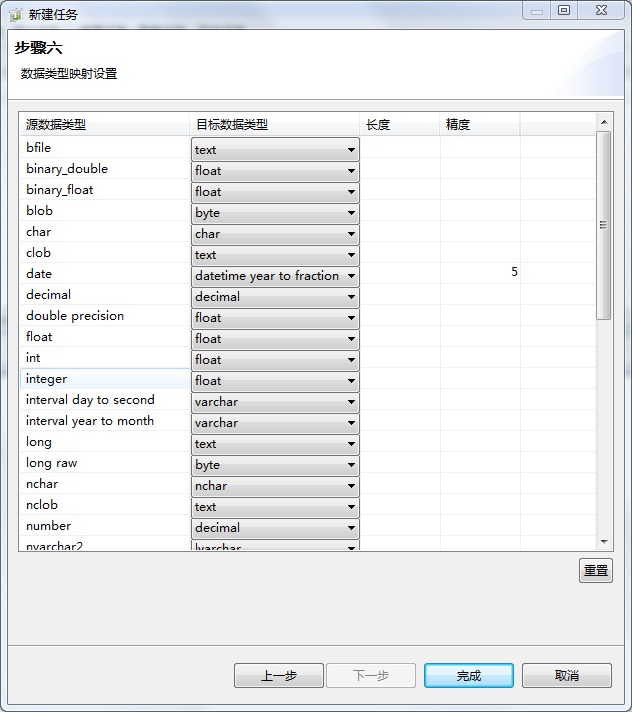 新建任务
步骤六
数据类型映射设置
源数据类型 目标数据类型 长度 精度
bfile text
binary_double float
binary_float float
blob byte
char char
clob text
date datetime year to fraction 5
decimal decimal
double precision float
float float
int float
integer float
interval day to second varchar
interval year to month varchar
long text
long raw byte
nchar nchar
nclob text
number decimal
nvarchar2 lvarchar
重置
上一步 下一步 完成 取消